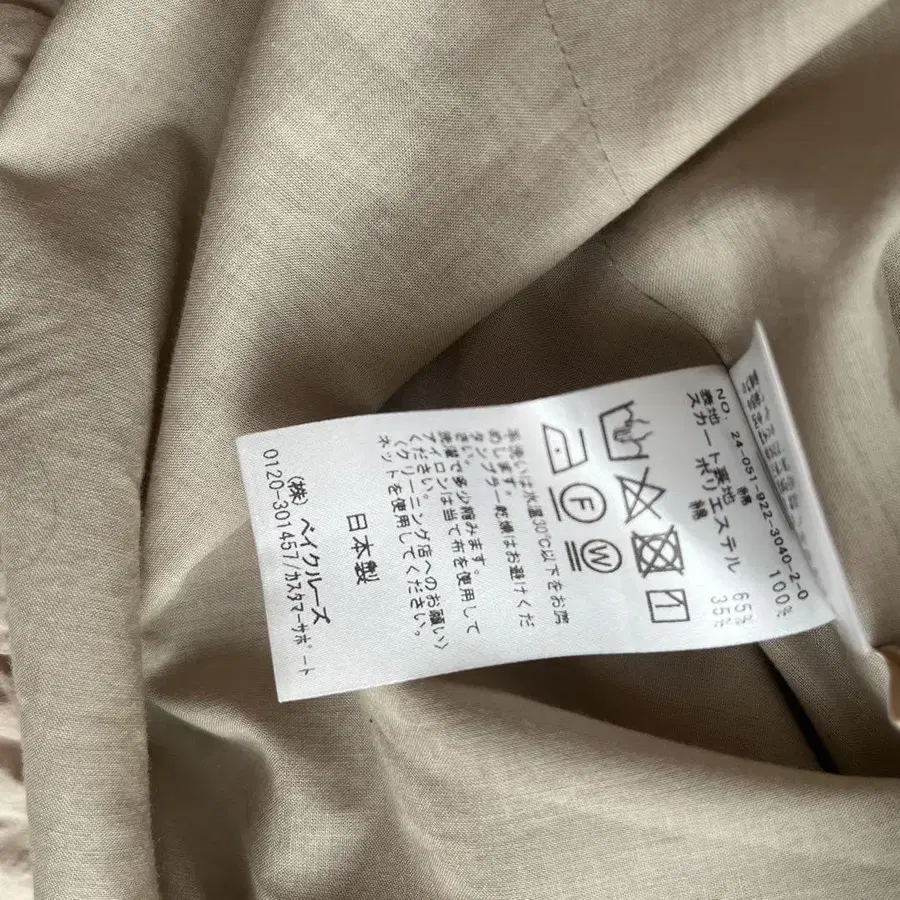 NO. 24-051-922-3040-2-0
表地 綿 100%
スカート裏地
ポリエステル 65%
綿 35%
F W
手洗いは水温30℃以下をお薦
めします。
タンブラー乾燥はお避けくだ
さい。
洗濯で多少縮みます。
アイロンは当て布を使用して
ください。
〈クリーニング店へのお願い〉
ネットを使用してください。
日本製
(株) ベイクルーズ
0120-301457/カスタマーサポート